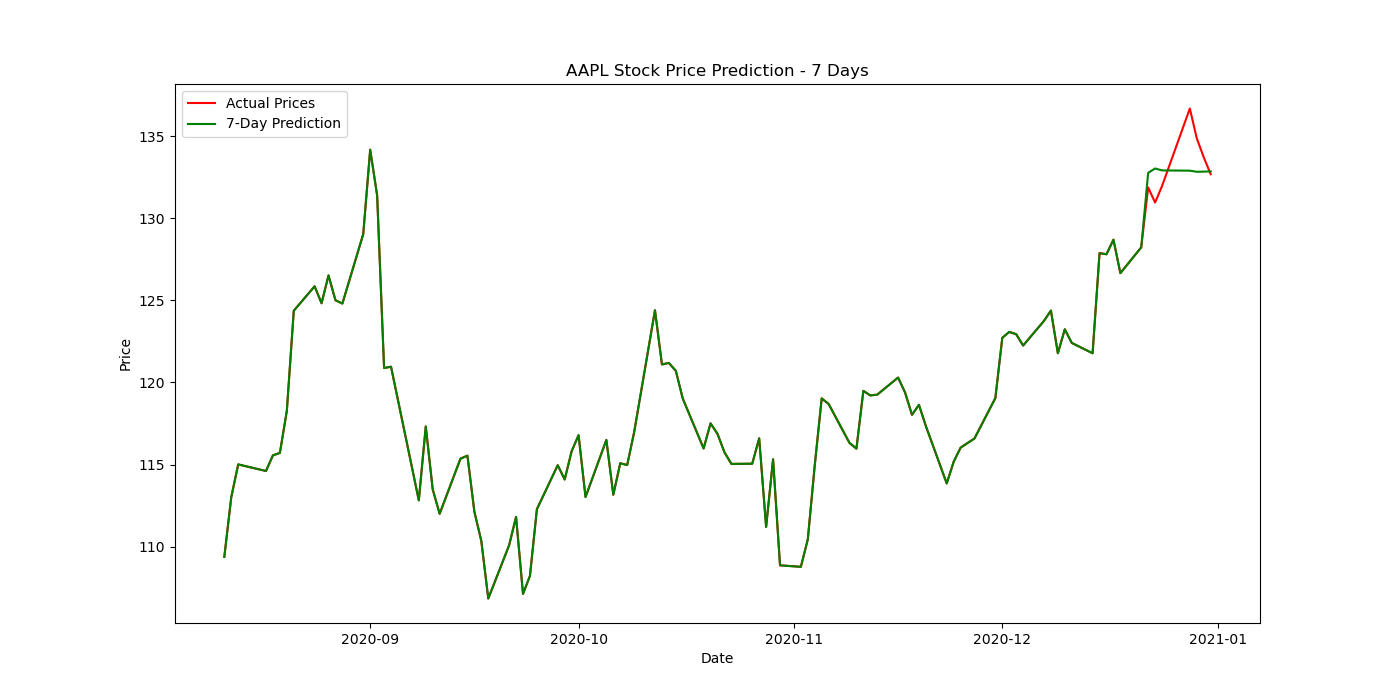 AAPL Stock Price Prediction - 7 Days
Actual Prices
7-Day Prediction
135
130
125
120
115
110
Price
2020-09
2020-10
2020-11
2020-12
2021-01
Date